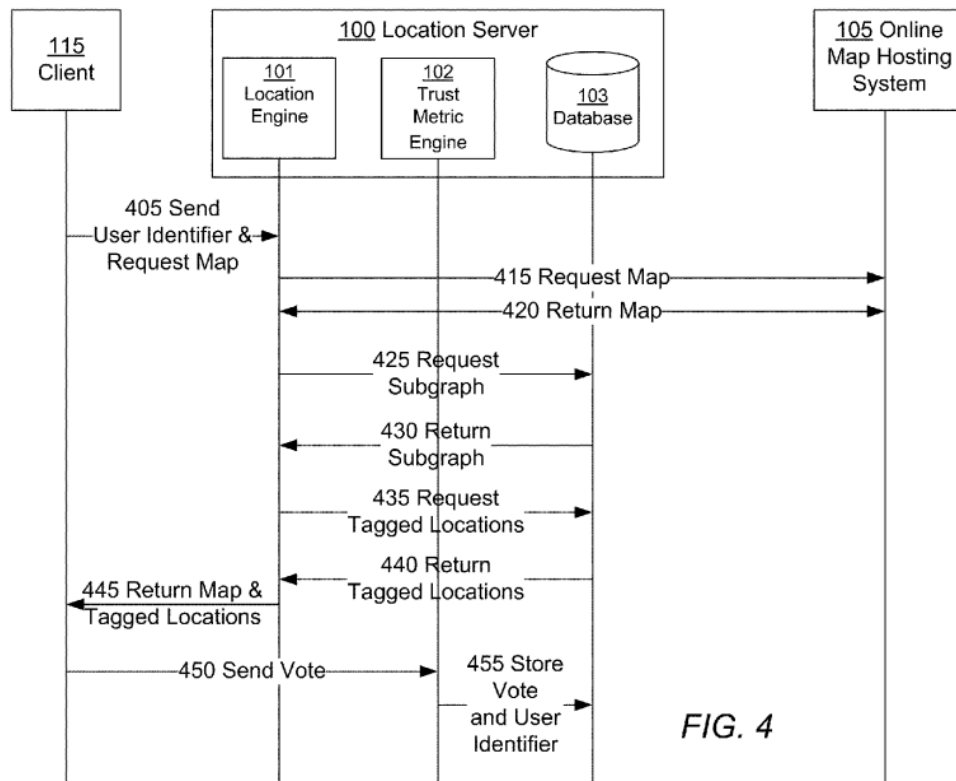 115
Client
100 Location Server
101
Location
Engine
102
Trust
Metric
Engine
103
Database
105 Online
Map Hosting
System
405 Send
User Identifier &
Request Map
415 Request Map
420 Return Map
425 Request
Subgraph
430 Return
Subgraph
435 Request
Tagged Locations
440 Return
Tagged Locations
445 Return Map &
Tagged Locations
450 Send Vote
455 Store
Vote
and User
Identifier
FIG. 4